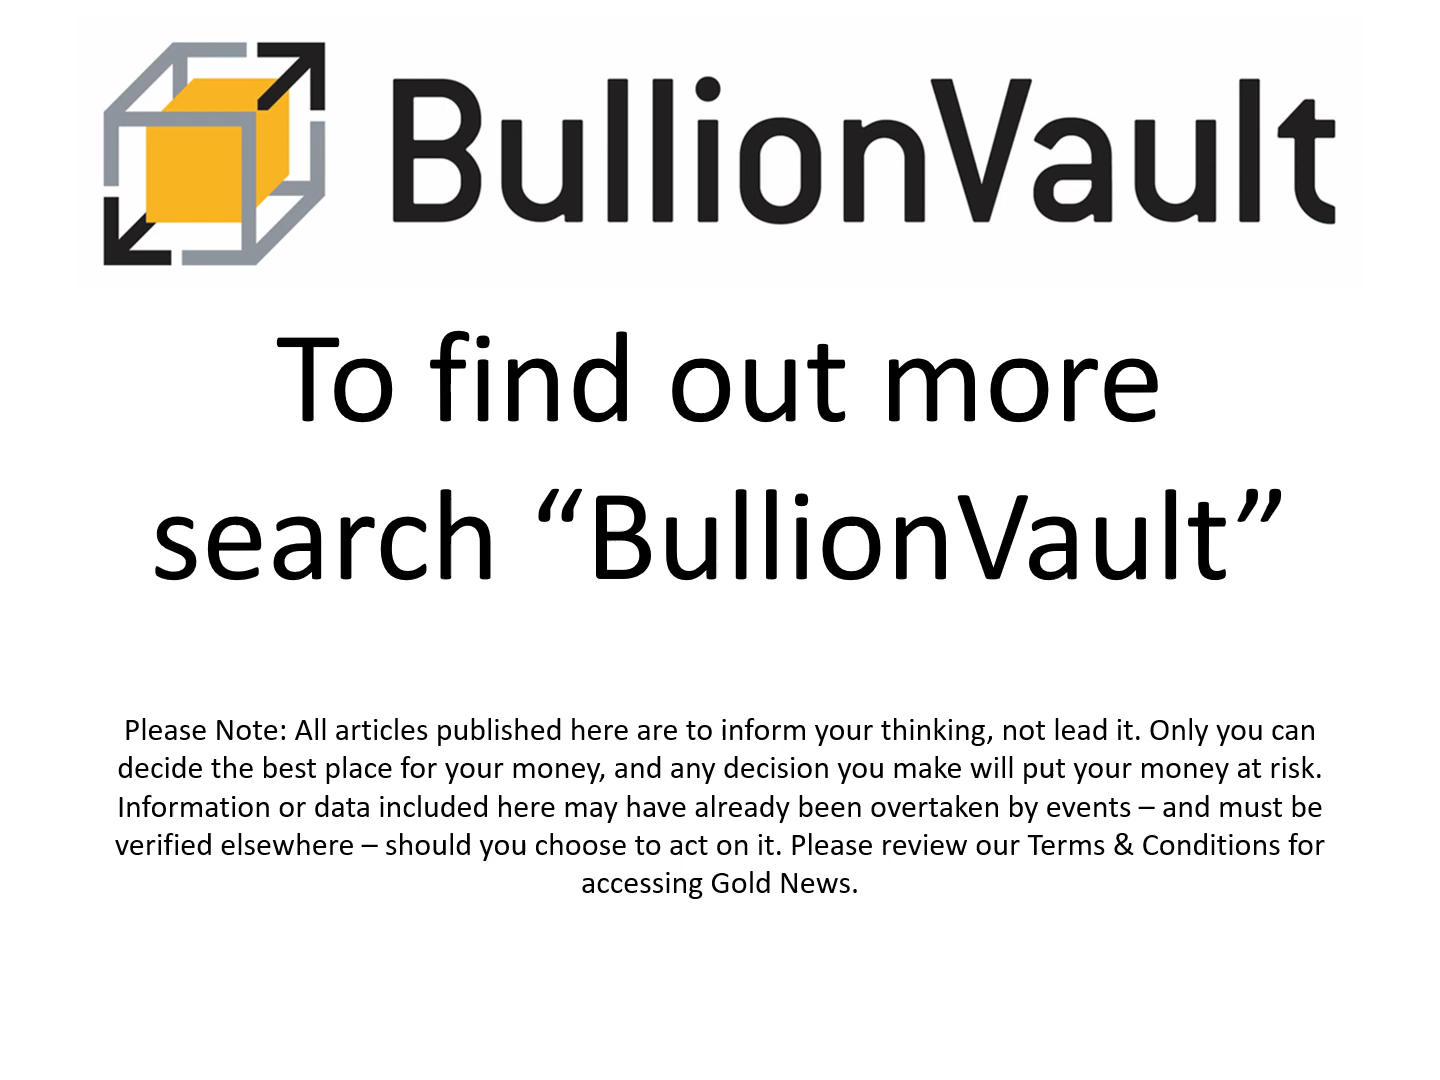 BullionVault
To find out more
search “BullionVault”
Please Note: All articles published here are to inform your thinking, not lead it. Only you can
decide the best place for your money, and any decision you make will put your money at risk.
Information or data included here may have already been overtaken by events – and must be
verified elsewhere – should you choose to act on it. Please review our Terms & Conditions for
accessing Gold News.